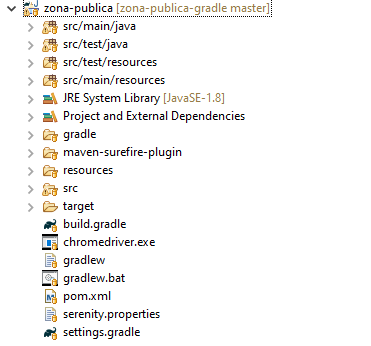 zona-publica [zona-publica-gradle master]
src/main/java
src/test/java
src/test/resources
src/main/resources
JRE System Library [JavaSE-1.8]
Project and External Dependencies
gradle
maven-surefire-plugin
resources
src
target
build.gradle
chromedriver.exe
gradlew
gradlew.bat
pom.xml
serenity.properties
settings.gradle